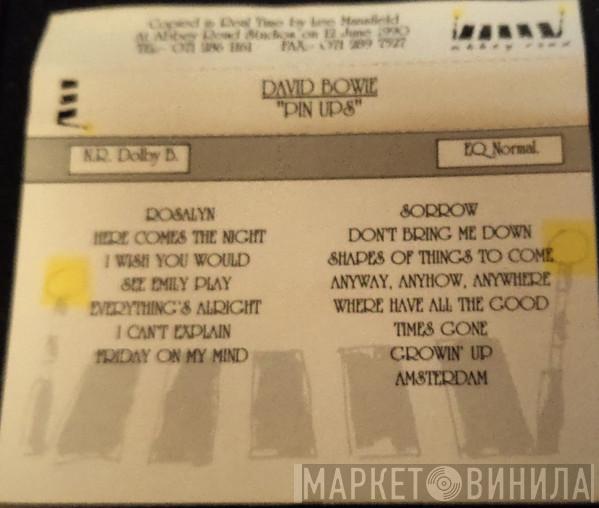 Copied in Real Time by Lee Mansfield
At Abbey Road Studios on 12 June 1990
TEL:- 071 286 1161 FAX:- 071 289 7527
abbey road
DAVID BOWIE
"PIN UPS"
N.R. Dolby B.
EQ Normal.
ROSALYN
HERE COMES THE NIGHT
I WISH YOU WOULD
SEE EMILY PLAY
EVERYTHING'S ALRIGHT
I CAN'T EXPLAIN
FRIDAY ON MY MIND
SORROW
DON'T BRING ME DOWN
SHAPES OF THINGS TO COME
ANYWAY, ANYHOW, ANYWHERE
WHERE HAVE ALL THE GOOD
TIMES GONE
GROWIN' UP
AMSTERDAM
МАРКЕТ ВИНИЛА